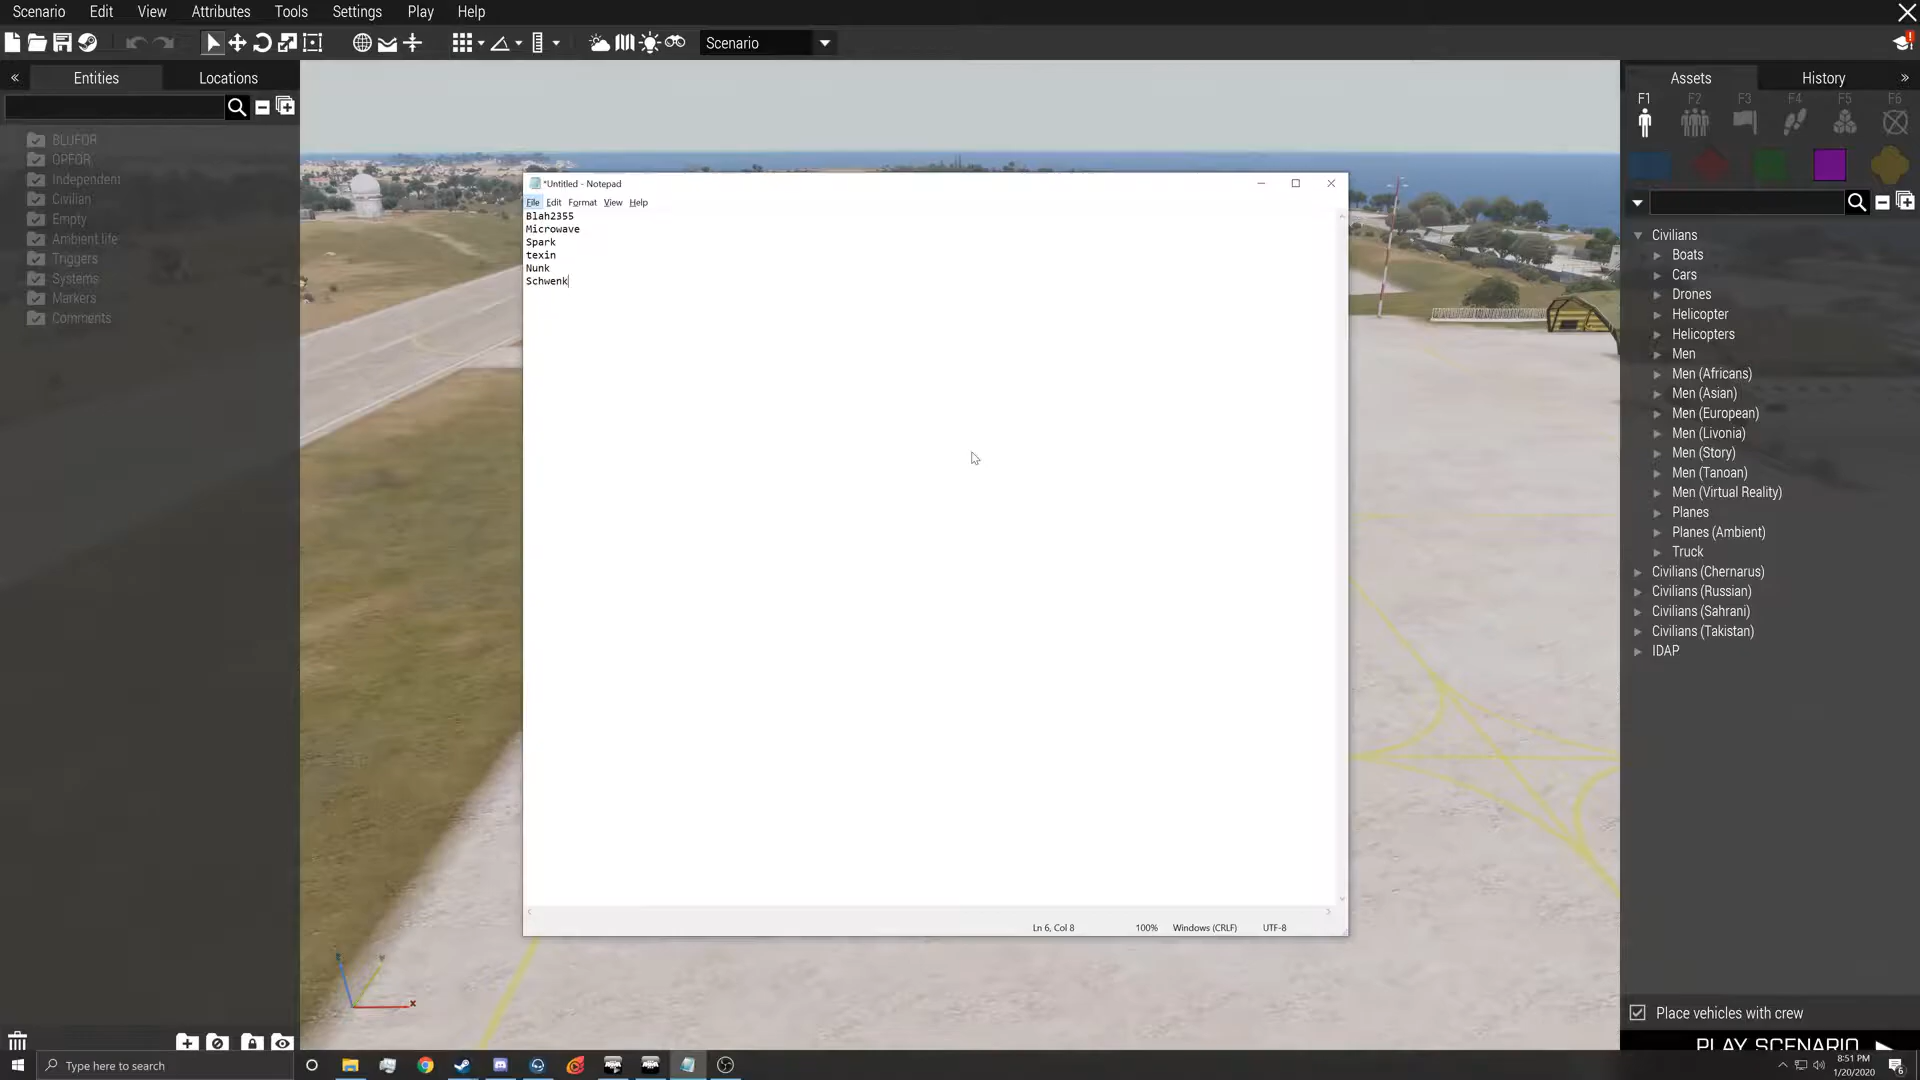 Scenario Edit View Attributes Tools Settings Play Help
Scenario
Entities Locations
BLUFOR
OPFOR
Independent
Civilian
Empty
Ambient life
Triggers
Systems
Markers
Comments
*Untitled - Notepad
File Edit Format View Help
Blah2355
Microwave
Spark
texin
Nunk
Schwenk
Ln 6, Col 8 100% Windows (CRLF) UTF-8
Assets History
F1 F2 F3 F4 F5 F6
Civilians
Boats
Cars
Drones
Helicopter
Helicopters
Men
Men (Africans)
Men (Asian)
Men (European)
Men (Livonia)
Men (Story)
Men (Tanoan)
Men (Virtual Reality)
Planes
Planes (Ambient)
Truck
Civilians (Chernarus)
Civilians (Russian)
Civilians (Sahrani)
Civilians (Takistan)
IDAP
Place vehicles with crew
PLAY SCENARIO
Type here to search
8:51 PM
1/20/2020